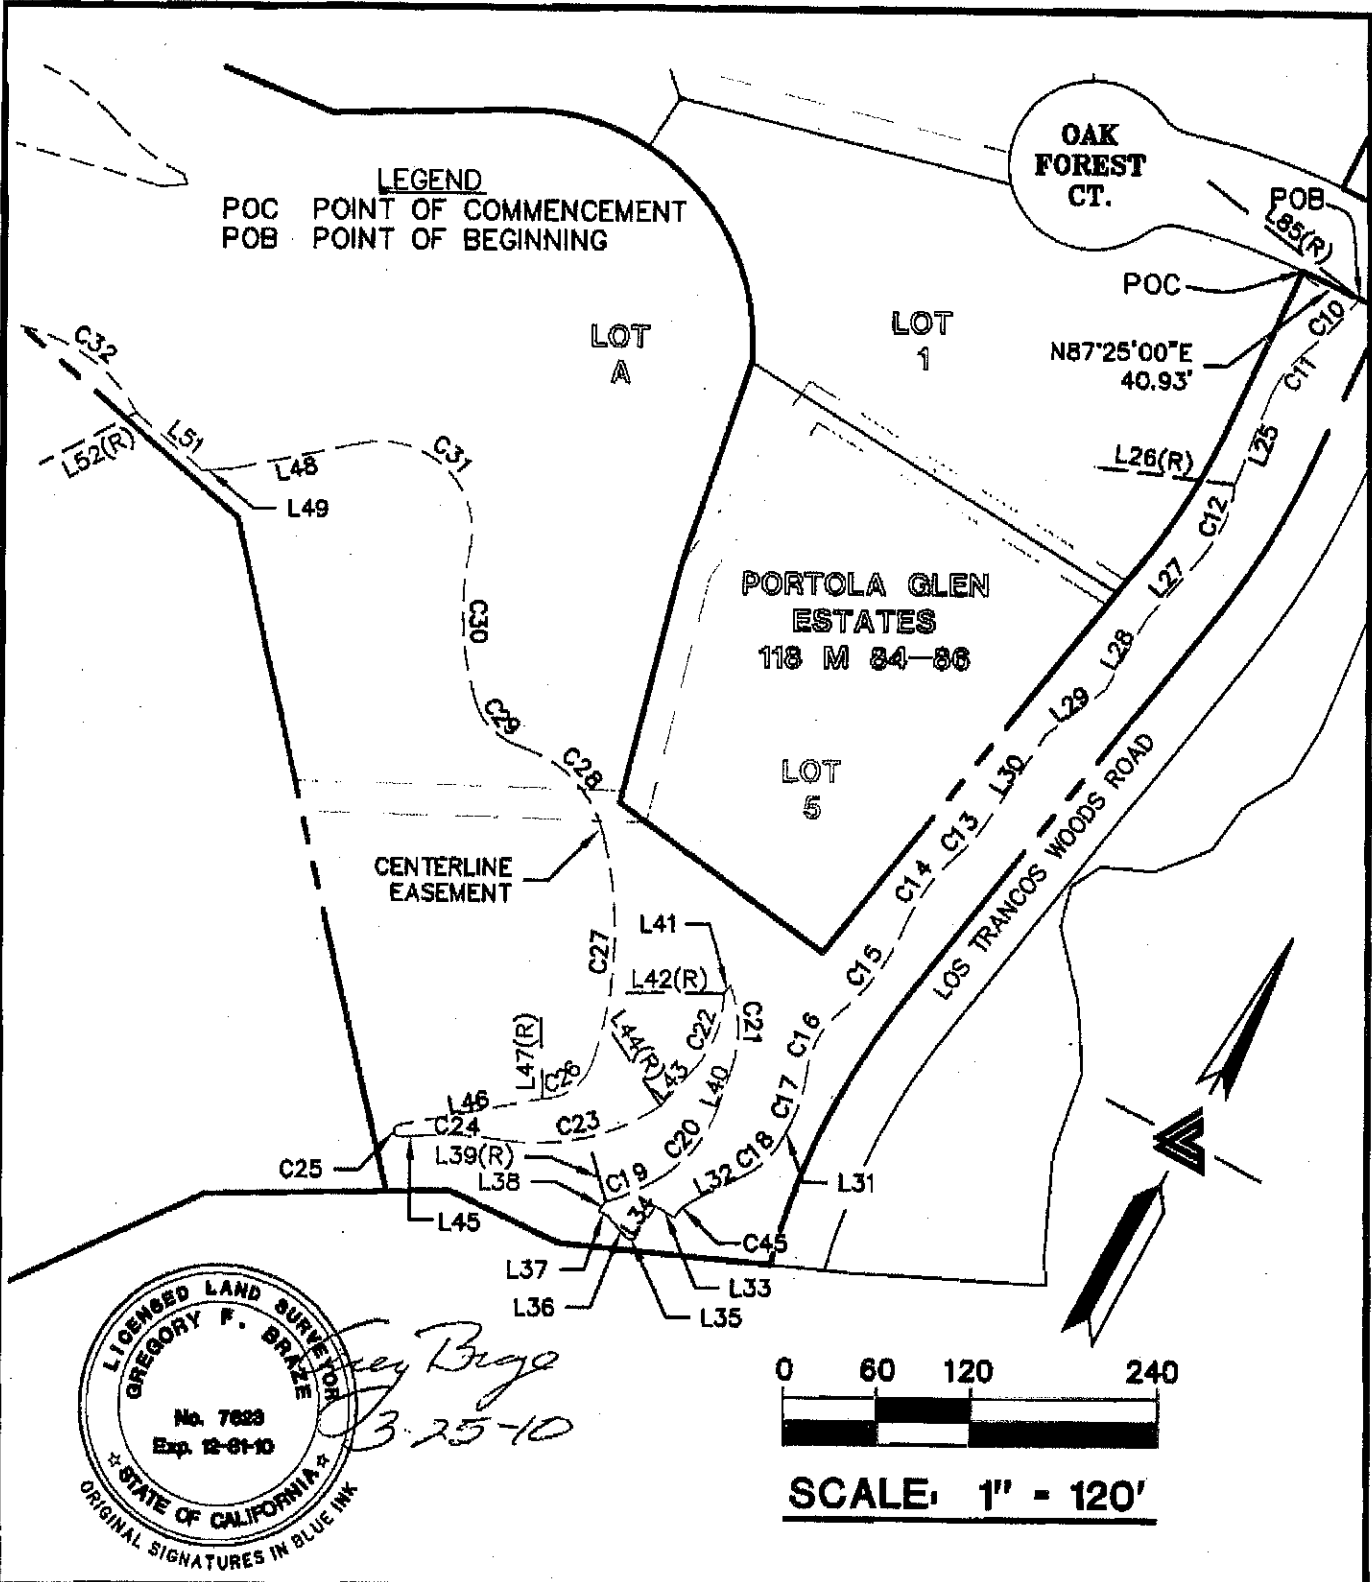 OAK
FOREST
CT.
LEGEND
POC POINT OF COMMENCEMENT
POB POINT OF BEGINNING
POB
L85(R)
POC
C10
N87°25'00"E
40.93'
C11
LOT
A
LOT
1
C32
L51
L52(R)
L48
C31
L49
L25
L26(R)
C12
L27
PORTOLA GLEN
ESTATES
118 M 84-86
C30
L28
L29
C29
C28
LOT
5
L30
C13
LOS TRANCOS WOODS ROAD
CENTERLINE
EASEMENT
C14
L41
C27
C15
L42(R)
C21
C22
C16
L44(R)
L47(R)
L43
C26
L40
C17
L46
C24
C23
C20
C18
L39(R)
C25
L38
C19
L32
L31
L45
L34
C45
L37
L33
L36
L35
LICENSED LAND SURVEYOR
GREGORY F. BRAZE
No. 7623
STATE OF CALIFORNIA
ORIGINAL SIGNATURES IN BLUE INK
3-25-10
0 60 120 240
SCALE: 1" = 120'